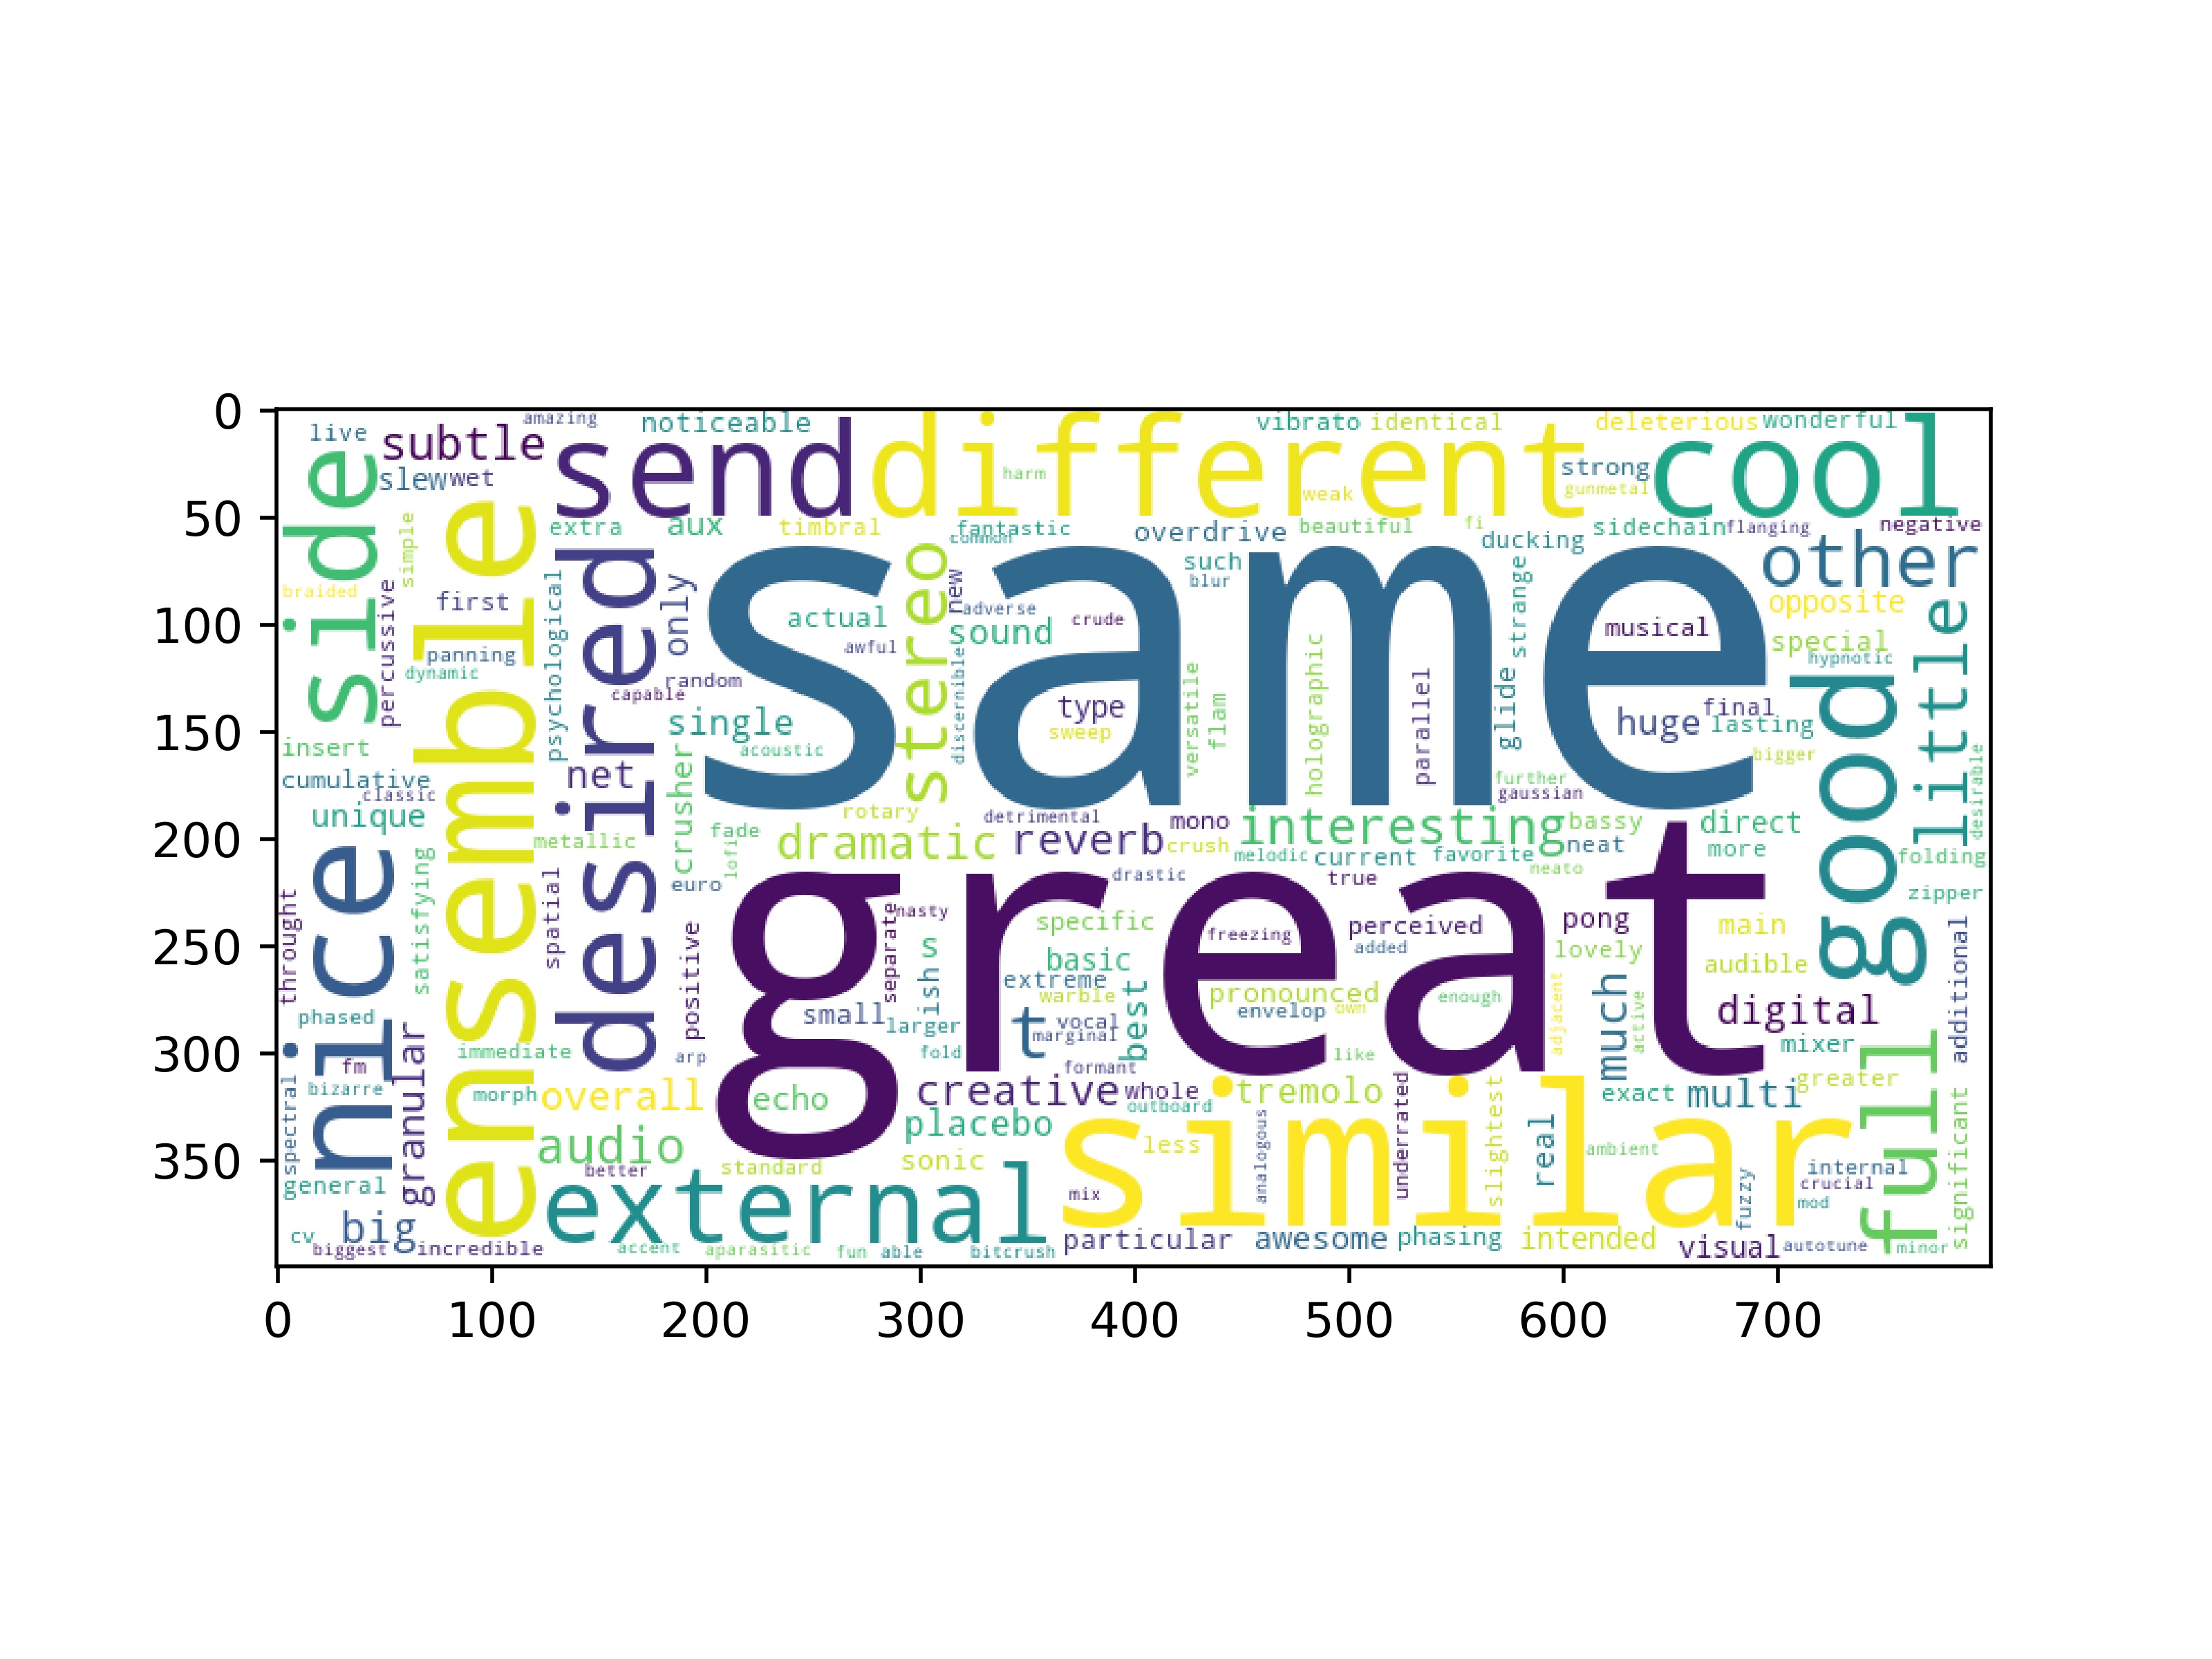 0
50
100
150
200
250
300
350
0 100 200 300 400 500 600 700
amazing noticeable vibrato identical deleterious wonderful
live subtle send different cool
side slew wet harm weak strong gunmetal
simple extra aux timbral fantastic common overdrive beautiful fi ducking sidechain flanging negative
ensemble desired same other
such blur
braided percussive first psychological only stereo new adverse actual sound crude strange musical opposite little
awful special
panning dynamic random capable discernible holographic parallel versatile hypnotic
single type sweep flam glide final huge lasting good
insert acoustic bigger desirable
cumulative classic net crusher further gaussian
unique rotary detrimental mono interesting bassy direct
metallic fade lofi dramatic reverb crush melodic current favorite neat more folding
nice satisfying euro great drastic true neato zipper
throught spatial separate nasty specific freezing perceived pong main additional
positive s basic added lovely audible
ish extreme
phased small larger warble pronounced envelop own enough adjacent much active digital
t vocal marginal best
granular immediate arp fold formant like mixer full
fm spectral bizarre morph overall echo creative whole outboard tremolo underrated slightest exact multi greater significant
audio placebo similar
less analogous real ambient
better standard sonic internal
general external crucial
mix mod fuzzy
cv big
biggest incredible accent aparasitic fun able bitcrush particular awesome phasing intended visual autotune minor